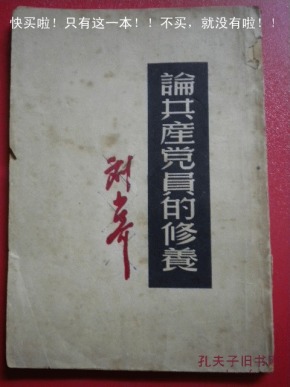 快买啦！只有这一本！！不买，就没有啦！！
論共産党員的修養
刘少奇
孔夫子旧书网